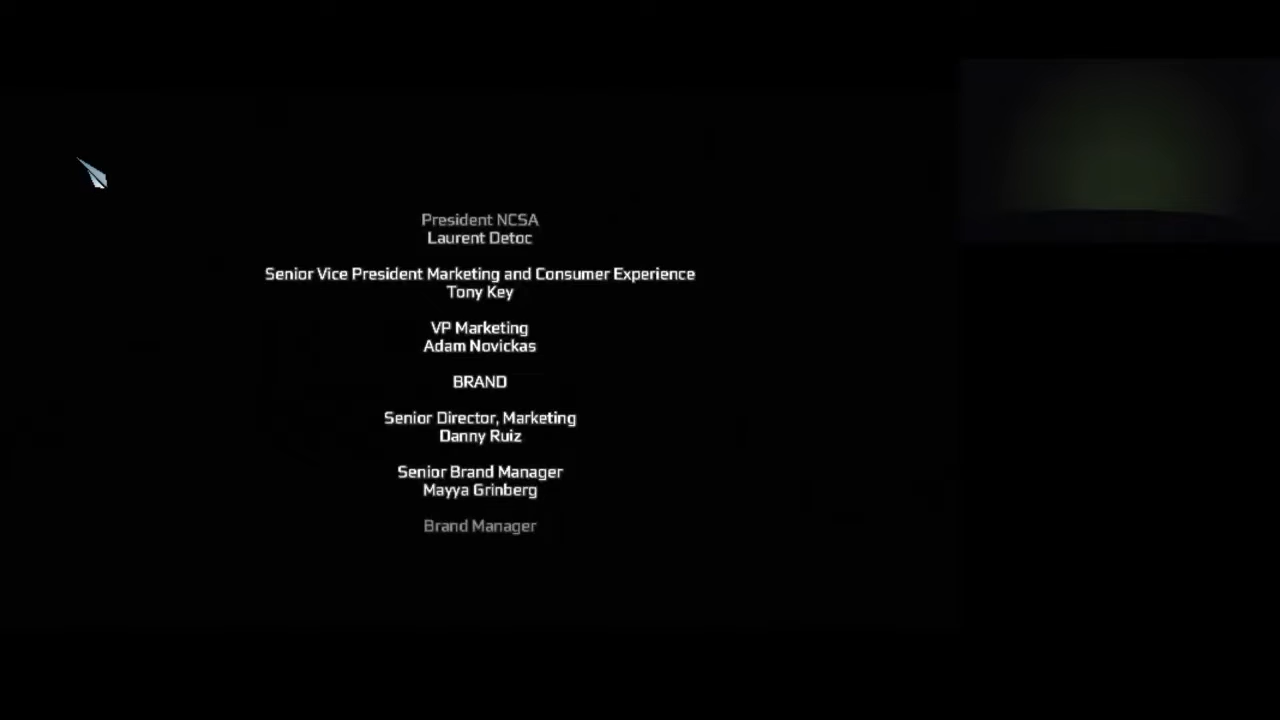 President NCSA
Laurent Detoc
Senior Vice President Marketing and Consumer Experience
Tony Key
VP Marketing
Adam Novickas
BRAND
Senior Director, Marketing
Danny Ruiz
Senior Brand Manager
Mayya Grinberg
Brand Manager